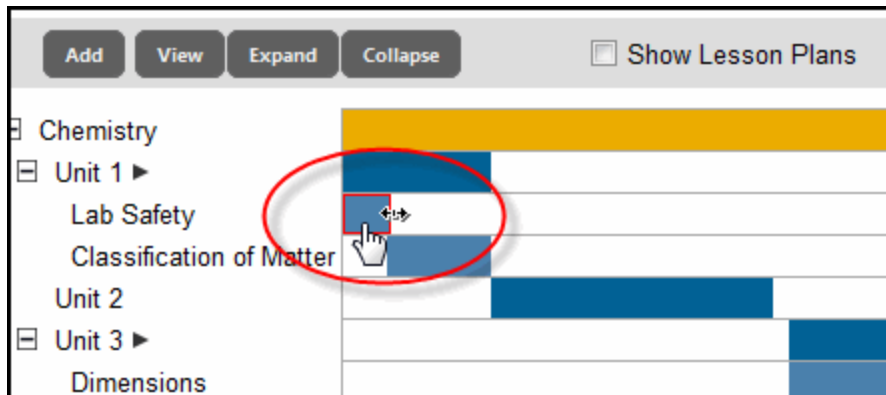 Add View Expand Collapse Show Lesson Plans
Chemistry
Unit 1
Lab Safety
Classification of Matter
Unit 2
Unit 3
Dimensions